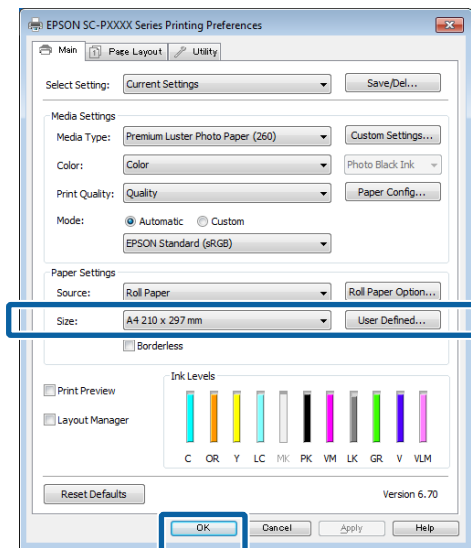 EPSON SC-PXXXX Series Printing Preferences
Main Page Layout Utility
Select Setting: Current Settings Save/Del...
Media Settings
Media Type: Premium Luster Photo Paper (260) Custom Settings...
Color: Color Photo Black Ink
Print Quality: Quality Paper Config...
Mode: Automatic Custom
EPSON Standard (sRGB)
Paper Settings
Source: Roll Paper Roll Paper Option...
Size: A4 210 x 297 mm User Defined...
Borderless
Ink Levels
Print Preview
Layout Manager
C OR Y LC MK PK VM LK GR V VLM
Reset Defaults Version 6.70
OK Cancel Apply Help